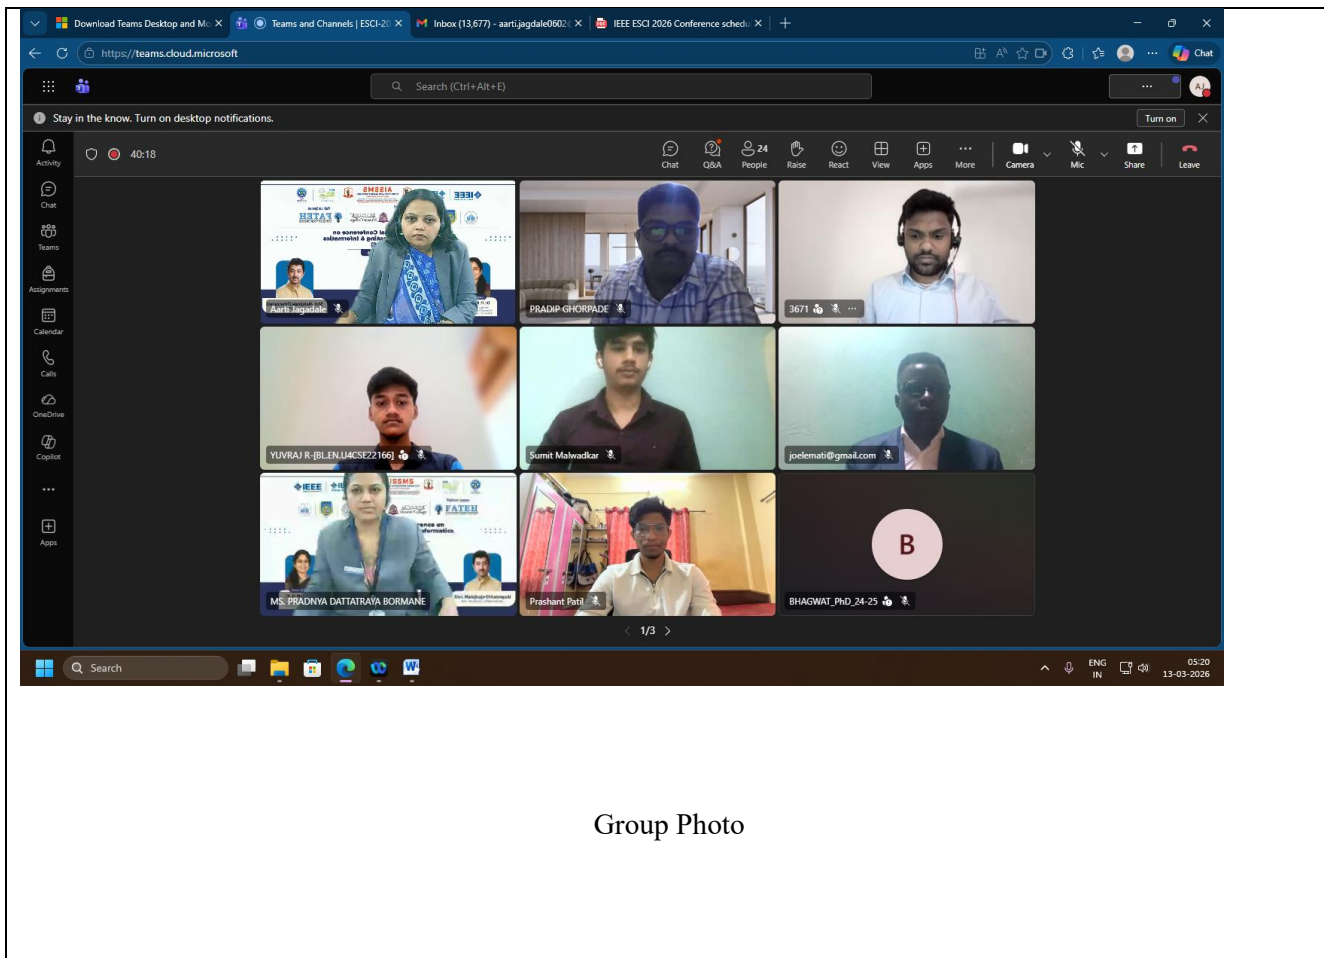 Download Teams Desktop and Mo
Teams and Channels | ESCI-20
Inbox (13,677) - aarti.jagdale0602
IEEE ESCI 2026 Conference schedu
https://teams.cloud.microsoft
Chat
Search (Ctrl+Alt+E)
AJ
Stay in the know. Turn on desktop notifications.
Turn on
40:18
Chat
Q&A
24
People
Raise
React
View
Apps
More
Camera
Mic
Share
Leave
Activity
Chat
Teams
Assignments
Calendar
Calls
OneDrive
Copilot
Apps
AISSMS
IEEE
FATEH
Aarti Jagadale
PRADIP GHORPADE
3671
YUVRAJ R-[BL.EN.U4CSE22166]
Sumit Malwadkar
joelemati@gmail.com
IEEE
ISSMS
FATEH
MS. PRADNYA DATTATRAYA BORMANE
Prashant Patil
B
BHAGWAT_PhD_24-25
1/3
Search
ENG
IN
05:20
13-03-2026
Group Photo